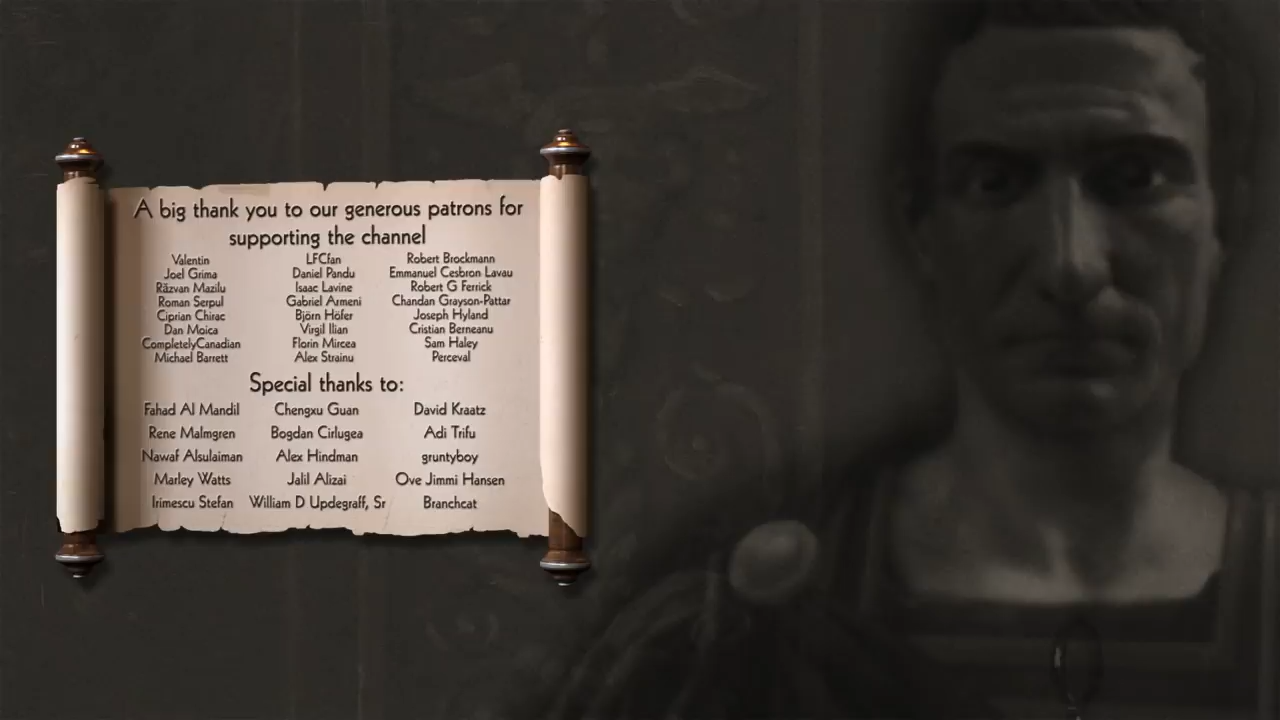 A big thank you to our generous patrons for
supporting the channel
Valentin LFCfan Robert Brockmann
Joel Grima Daniel Pandu Emmanuel Cesbron Lavau
Răzvan Mazilu Isaac Lavine Robert G Ferrick
Roman Serpul Gabriel Armeni Chandan Grayson-Pattar
Ciprian Chirac Björn Höfer Joseph Hyland
Dan Moica Virgil Ilian Cristian Berneanu
CompletelyCanadian Florin Mircea Sam Haley
Michael Barrett Alex Strainu Perceval
Special thanks to:
Fahad Al Mandil Chengxu Guan David Kraatz
Rene Malmgren Bogdan Cirlugea Adi Trifu
Nawaf Alsulaiman Alex Hindman gruntyboy
Marley Watts Jalil Alizai Ove Jimmi Hansen
Irimescu Stefan William D Updegraff, Sr Branchcat